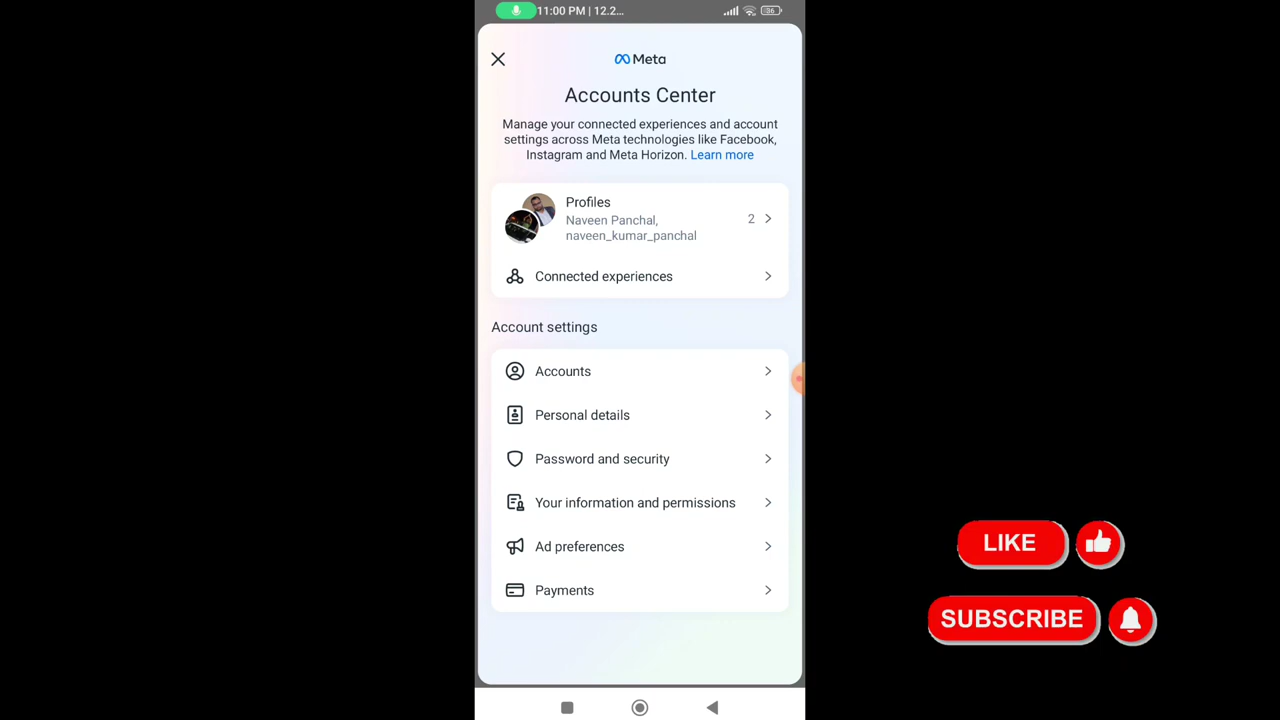 11:00 PM | 12.2...
36
Meta
Accounts Center
Manage your connected experiences and account
settings across Meta technologies like Facebook,
Instagram and Meta Horizon. Learn more
Profiles
Naveen Panchal,
naveen_kumar_panchal
2
Connected experiences
Account settings
Accounts
Personal details
Password and security
Your information and permissions
Ad preferences
Payments
LIKE
SUBSCRIBE